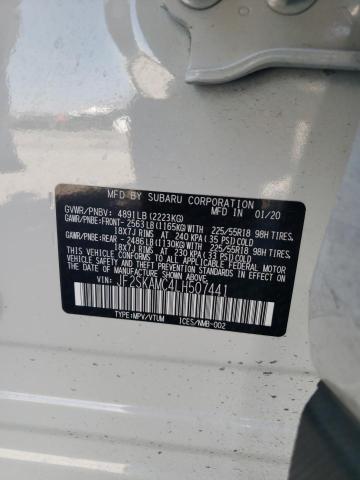 MFD BY SUBARU CORPORATION IN 01/20
GVWR/PNBV: 4891LB(2223KG)
GAWR/PNBE:FRONT- 2563LB(1165KG)WITH 225/55R18 98H TIRES,
18X7J RIMS AT 240 KPA(35 PSI)COLD
GAWR/PNBE:REAR - 2486LB(1130KG)WITH 225/55R18 98H TIRES,
18X7J RIMS AT 230 KPA(33 PSI)COLD
THIS VEHICLE CONFORMS TO ALL APPLICABLE FEDERAL MOTOR
VEHICLE SAFETY, BUMPER, AND THEFT PREVENTION STANDARDS
IN EFFECT ON THE DATE OF MANUFACTURE SHOWN ABOVE.
VIN: JF2SKAMC4LH507441
TYPE:MPV/VTUM ICES/NMB-002